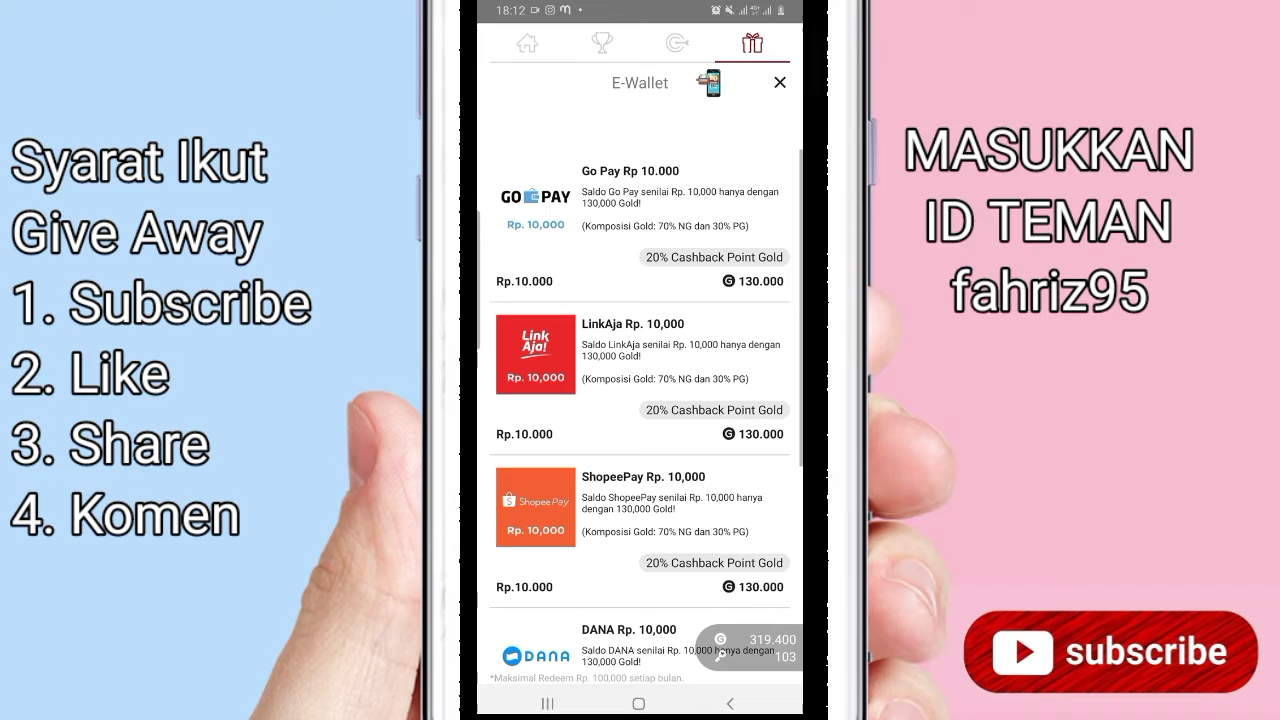 Syarat Ikut
Give Away
1. Subscribe
2. Like
3. Share
4. Komen
18:12
E-Wallet
GO PAY
Rp. 10,000
Go Pay Rp 10.000
Saldo Go Pay senilai Rp. 10,000 hanya dengan
130,000 Gold!
(Komposisi Gold: 70% NG dan 30% PG)
20% Cashback Point Gold
Rp.10.000
G 130.000
Link
Aja!
Rp. 10,000
LinkAja Rp. 10,000
Saldo LinkAja senilai Rp. 10,000 hanya dengan
130,000 Gold!
(Komposisi Gold: 70% NG dan 30% PG)
20% Cashback Point Gold
Rp.10.000
G 130.000
S ShopeePay
Rp. 10,000
ShopeePay Rp. 10,000
Saldo ShopeePay senilai Rp. 10,000 hanya
dengan 130,000 Gold!
(Komposisi Gold: 70% NG dan 30% PG)
20% Cashback Point Gold
Rp.10.000
G 130.000
DANA
DANA Rp. 10,000
Saldo DANA senilai Rp. 10,000 hanya dengan
130,000 Gold!
G 319.400
103
*Maksimal Redeem Rp. 100,000 setiap bulan.
MASUKKAN
ID TEMAN
fahriz95
subscribe